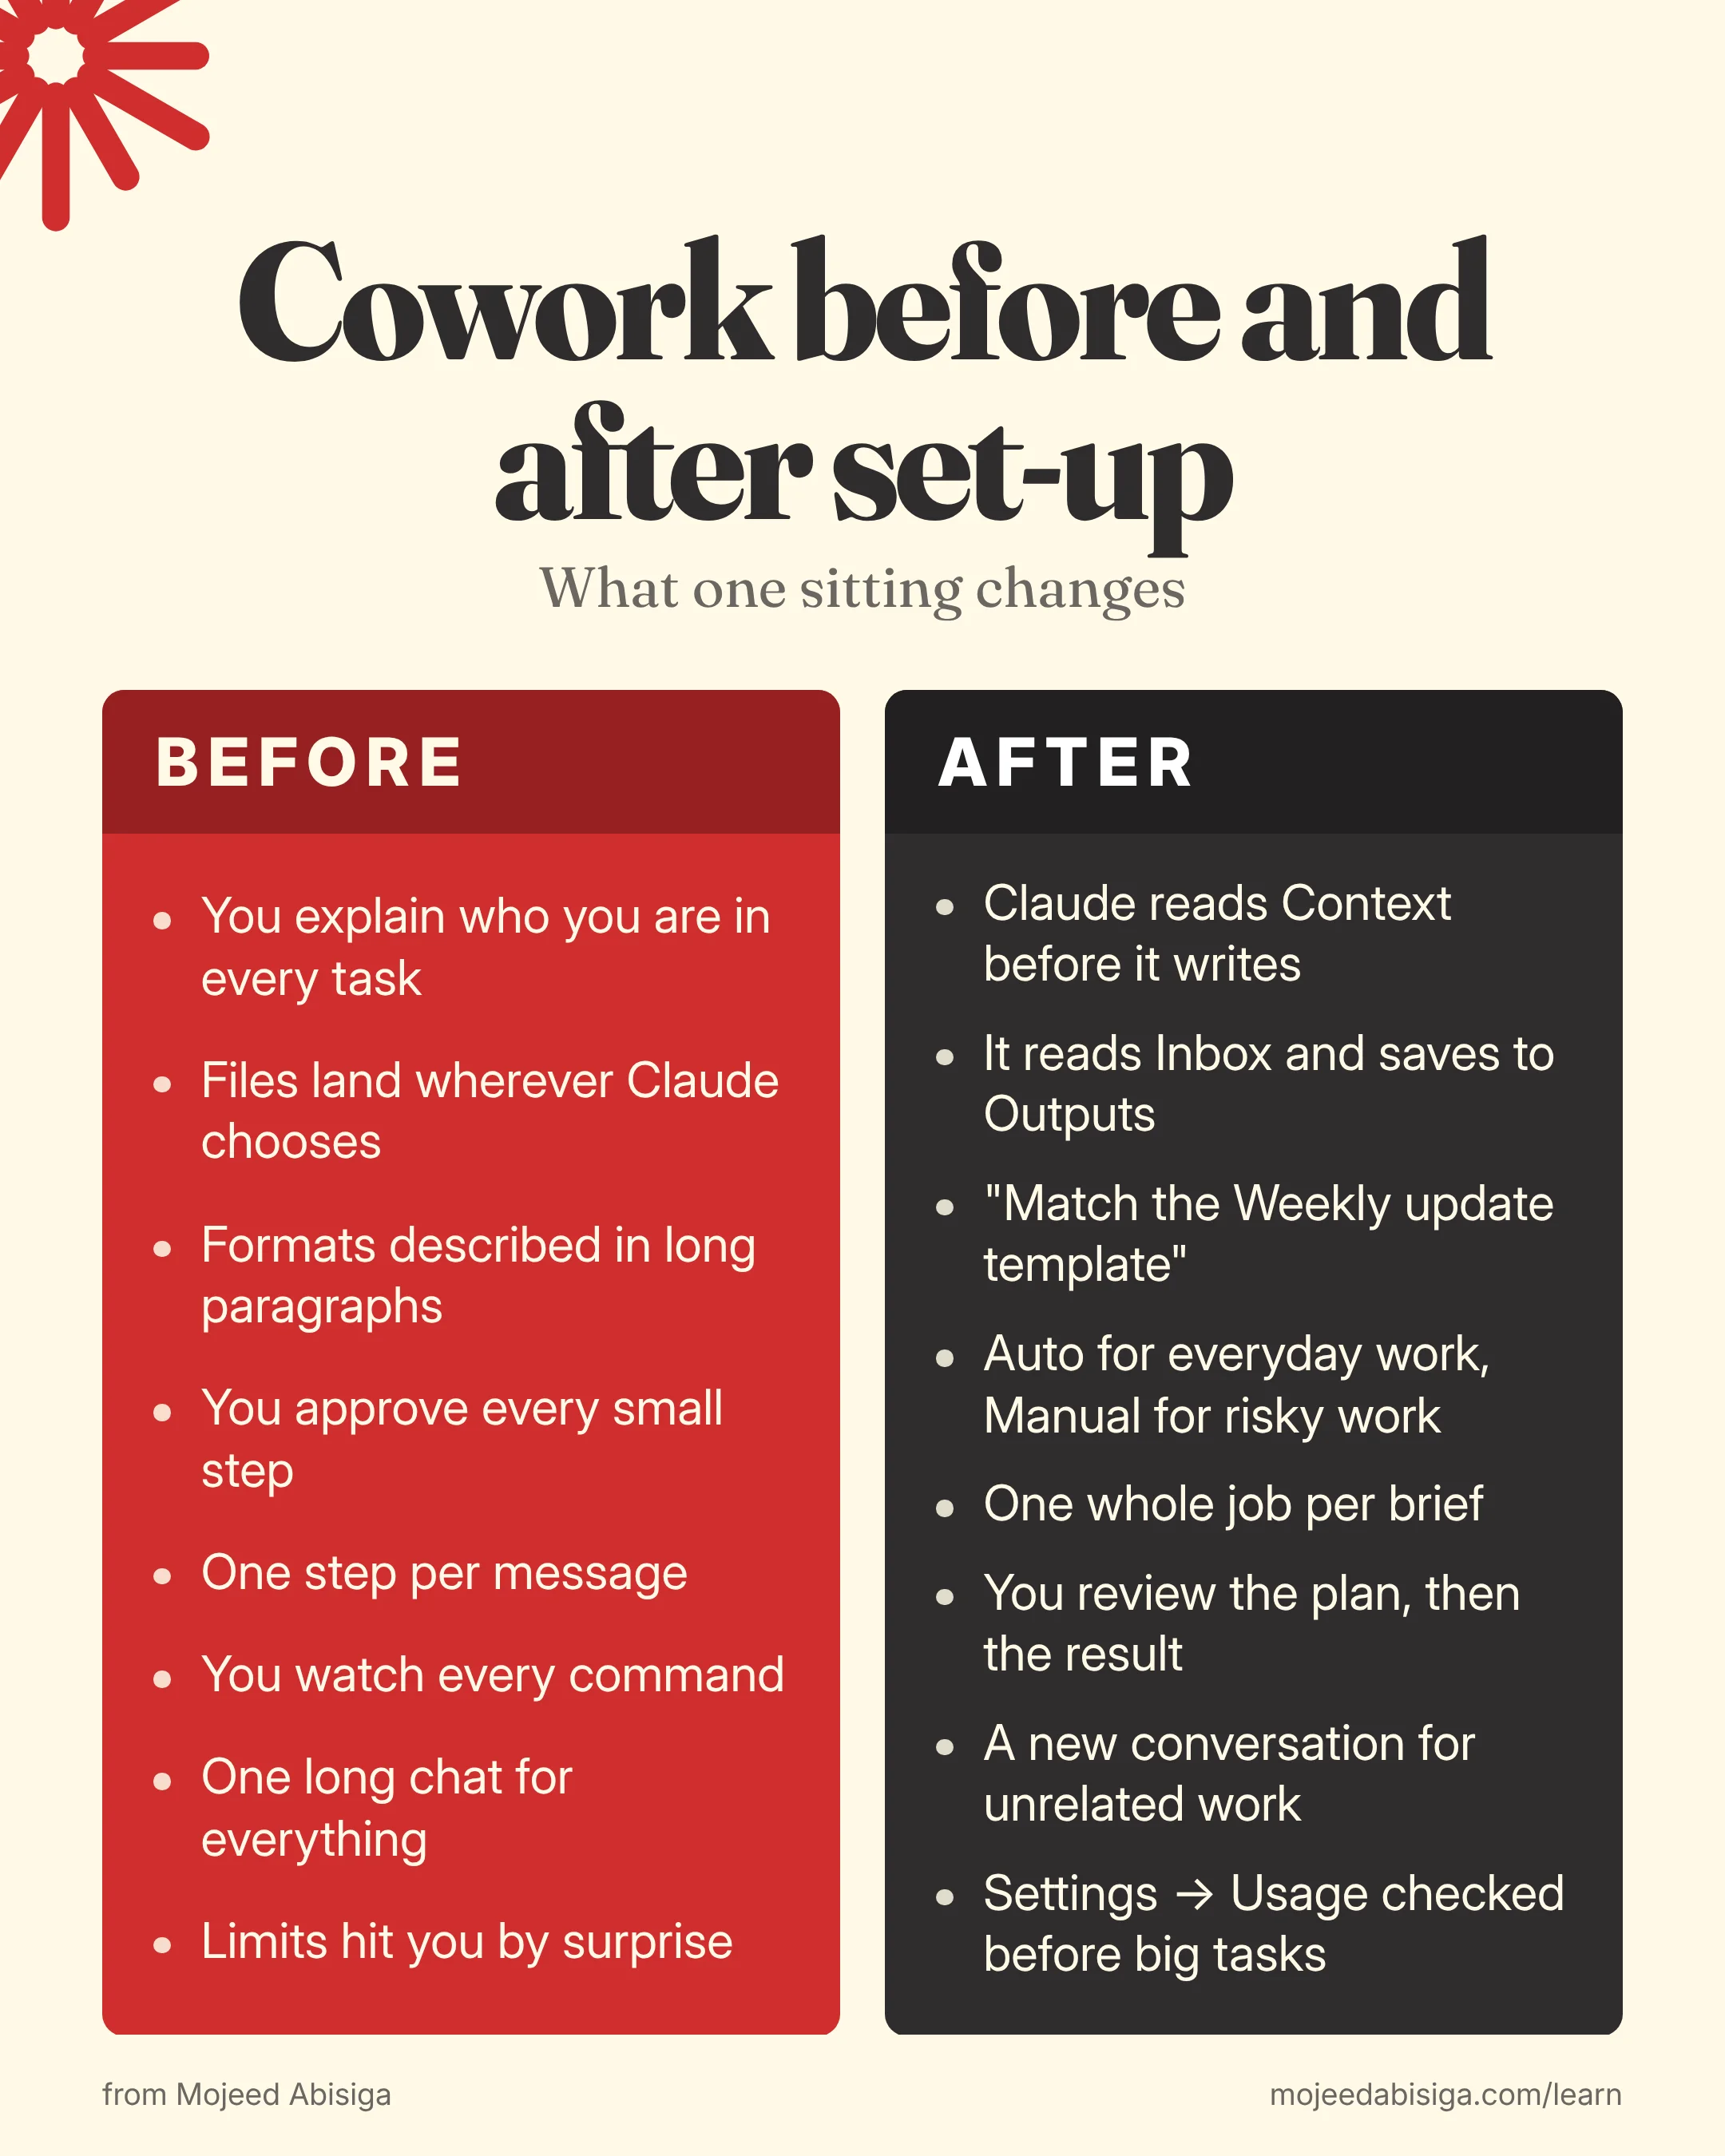 Cowork before and
after set-up
What one sitting changes
BEFORE
You explain who you are in
every task
Files land wherever Claude
chooses
Formats described in long
paragraphs
You approve every small
step
One step per message
You watch every command
One long chat for
everything
Limits hit you by surprise
AFTER
Claude reads Context
before it writes
It reads Inbox and saves to
Outputs
"Match the Weekly update
template"
Auto for everyday work,
Manual for risky work
One whole job per brief
You review the plan, then
the result
A new conversation for
unrelated work
Settings → Usage checked
before big tasks
from Mojeed Abisiga
mojeedabisiga.com/learn